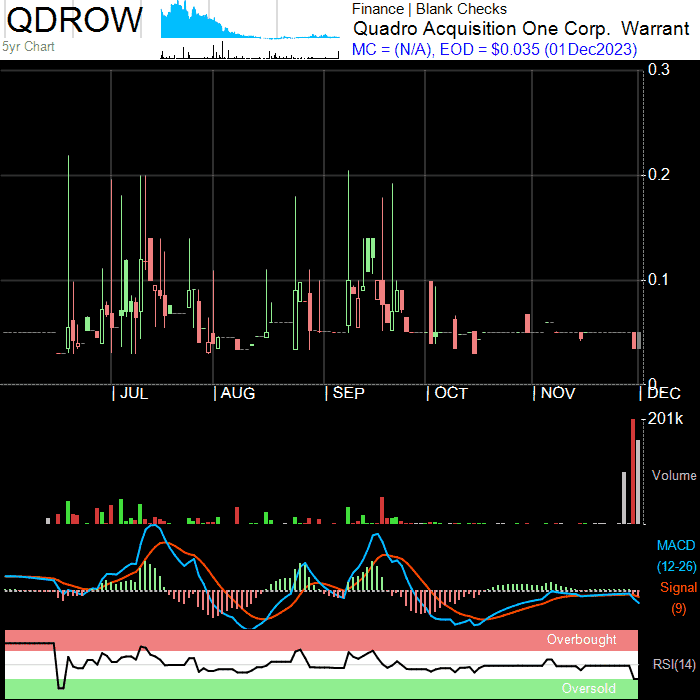 QDROW
5yr Chart
Finance | Blank Checks
Quadro Acquisition One Corp.  Warrant
MC = (N/A), EOD = $0.035 (01Dec2023)
0.3
0.2
0.1
0
JUL AUG SEP OCT NOV DEC
201k
Volume
MACD
(12-26)
Signal
(9)
Overbought
RSI(14)
Oversold